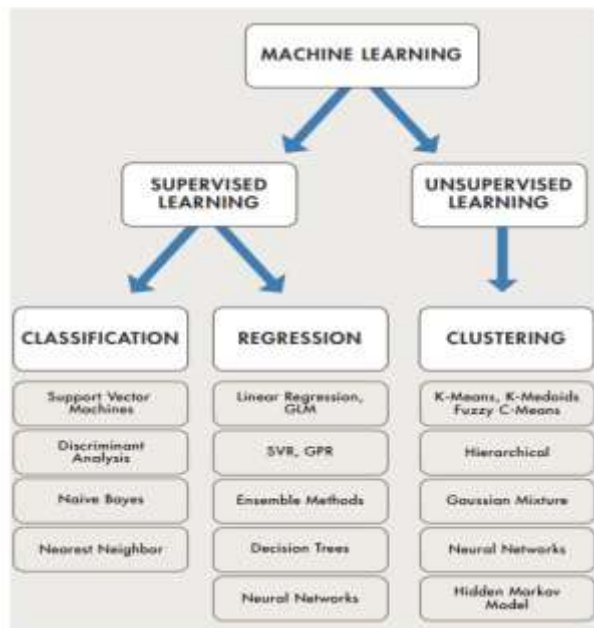 MACHINE LEARNING
SUPERVISED
LEARNING
UNSUPERVISED
LEARNING
CLASSIFICATION
Support Vector
Machines
Discriminant
Analysis
Naive Bayes
Nearest Neighbor
REGRESSION
Linear Regression,
GLM
SVR, GPR
Ensemble Methods
Decision Trees
Neural Networks
CLUSTERING
K-Means, K-Medoids
Fuzzy C-Means
Hierarchical
Gaussian Mixture
Neural Networks
Hidden Markov
Model